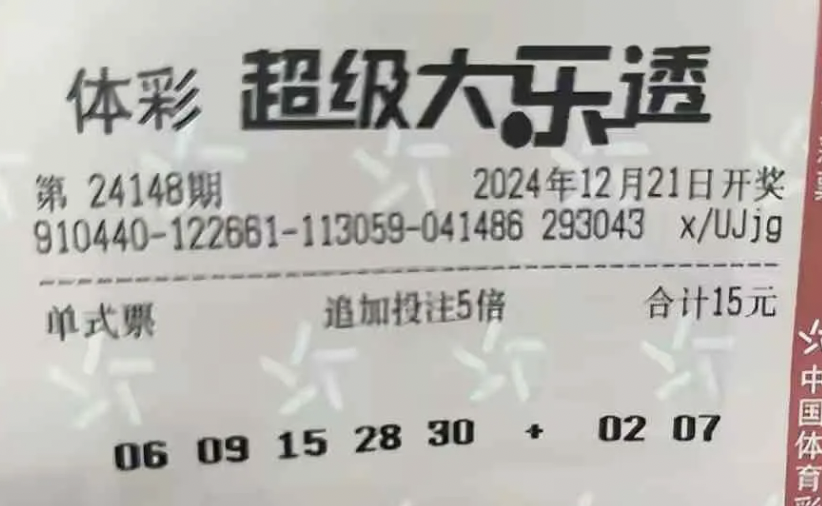 体彩 超级大乐透
第 24148期 2024年12月21日开奖
910440-122661-113059-041486 293043 x/UJjg
单式票 追加投注5倍 合计15元
06 09 15 28 30 + 02 07
中国体育彩